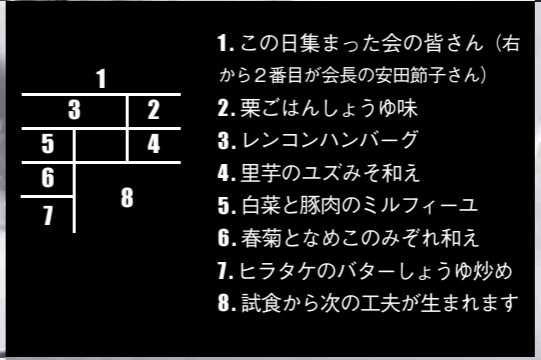 1
3 2
5 4
6
8
7
1.この日集まった会の皆さん（右
から２番目が会長の安田節子さん）
2.栗ごはんしょうゆ味
3.レンコンハンバーグ
4.里芋のユズみそ和え
5.白菜と豚肉のミルフィーユ
6.春菊となめこのみぞれ和え
7.ヒラタケのバターしょうゆ炒め
8.試食から次の工夫が生まれます